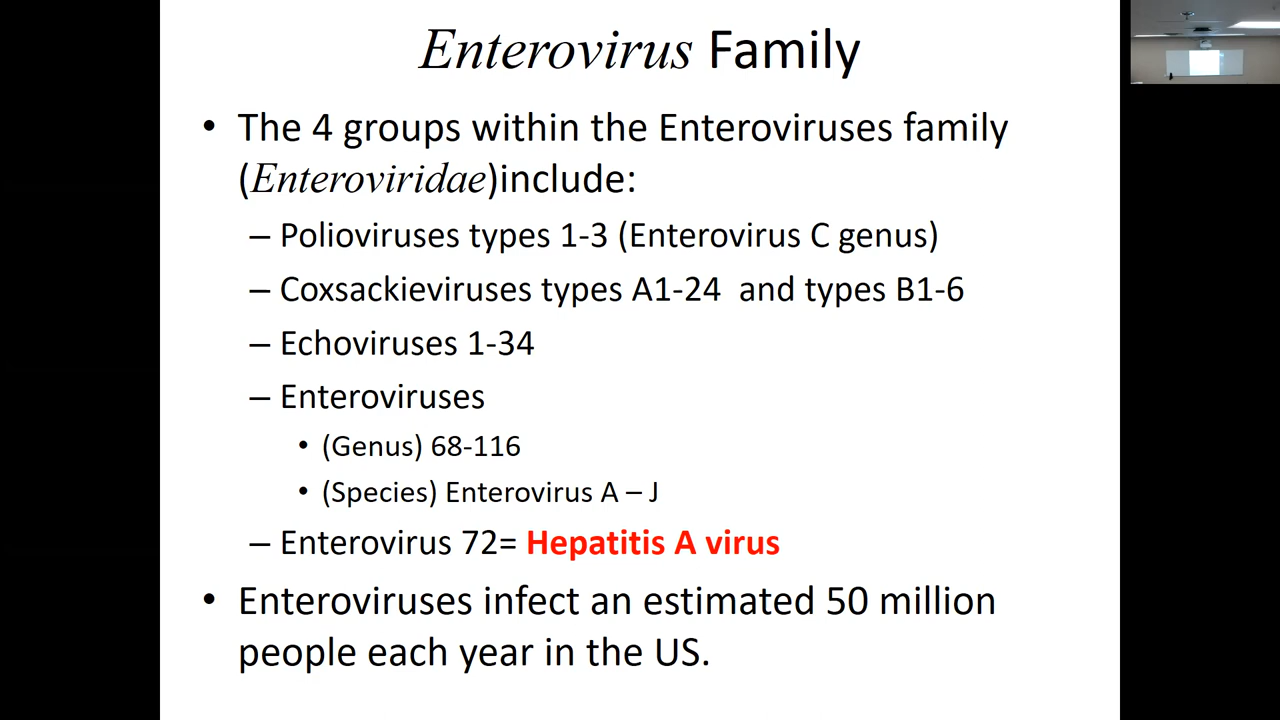 Enterovirus Family
• The 4 groups within the Enteroviruses family
(Enteroviridae)include:
– Polioviruses types 1-3 (Enterovirus C genus)
– Coxsackieviruses types A1-24 and types B1-6
– Echoviruses 1-34
– Enteroviruses
• (Genus) 68-116
• (Species) Enterovirus A – J
– Enterovirus 72= Hepatitis A virus
• Enteroviruses infect an estimated 50 million
people each year in the US.